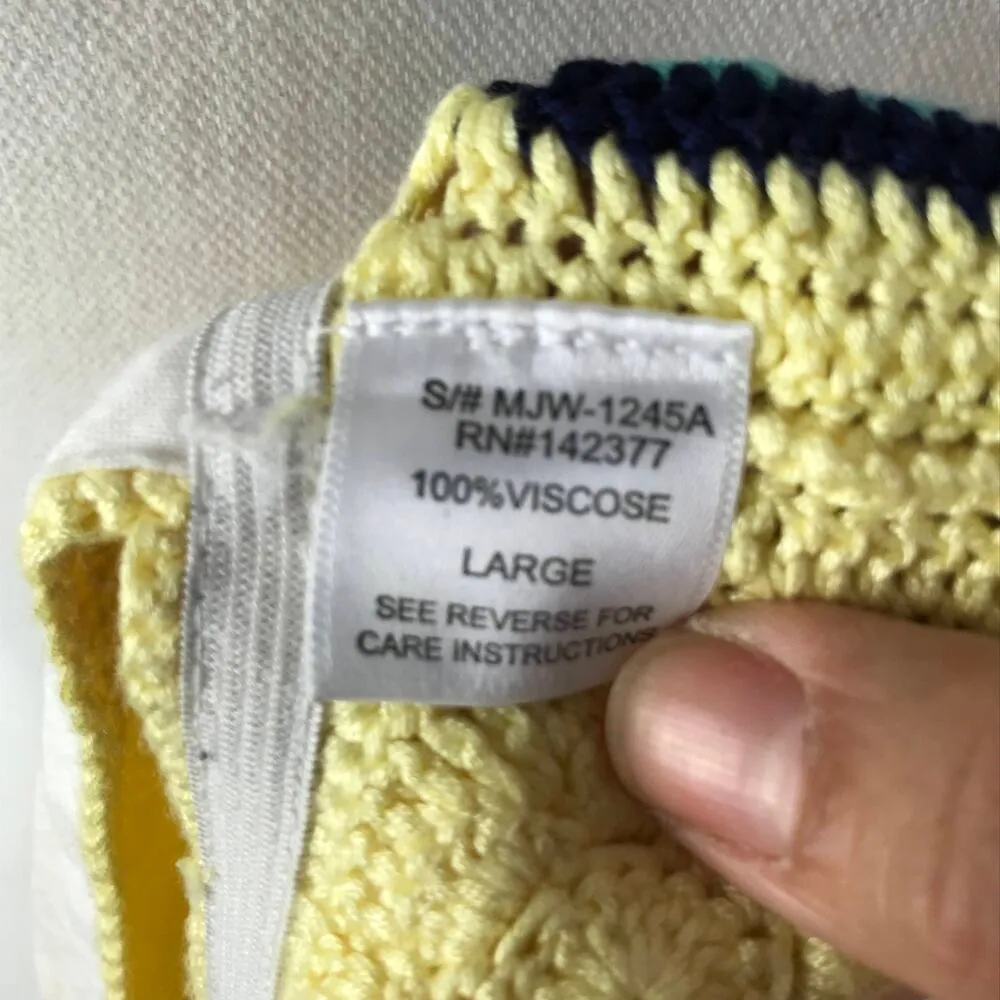 S/# MJW-1245A
RN#142377
100%VISCOSE
LARGE
SEE REVERSE FOR
CARE INSTRUCTIONS